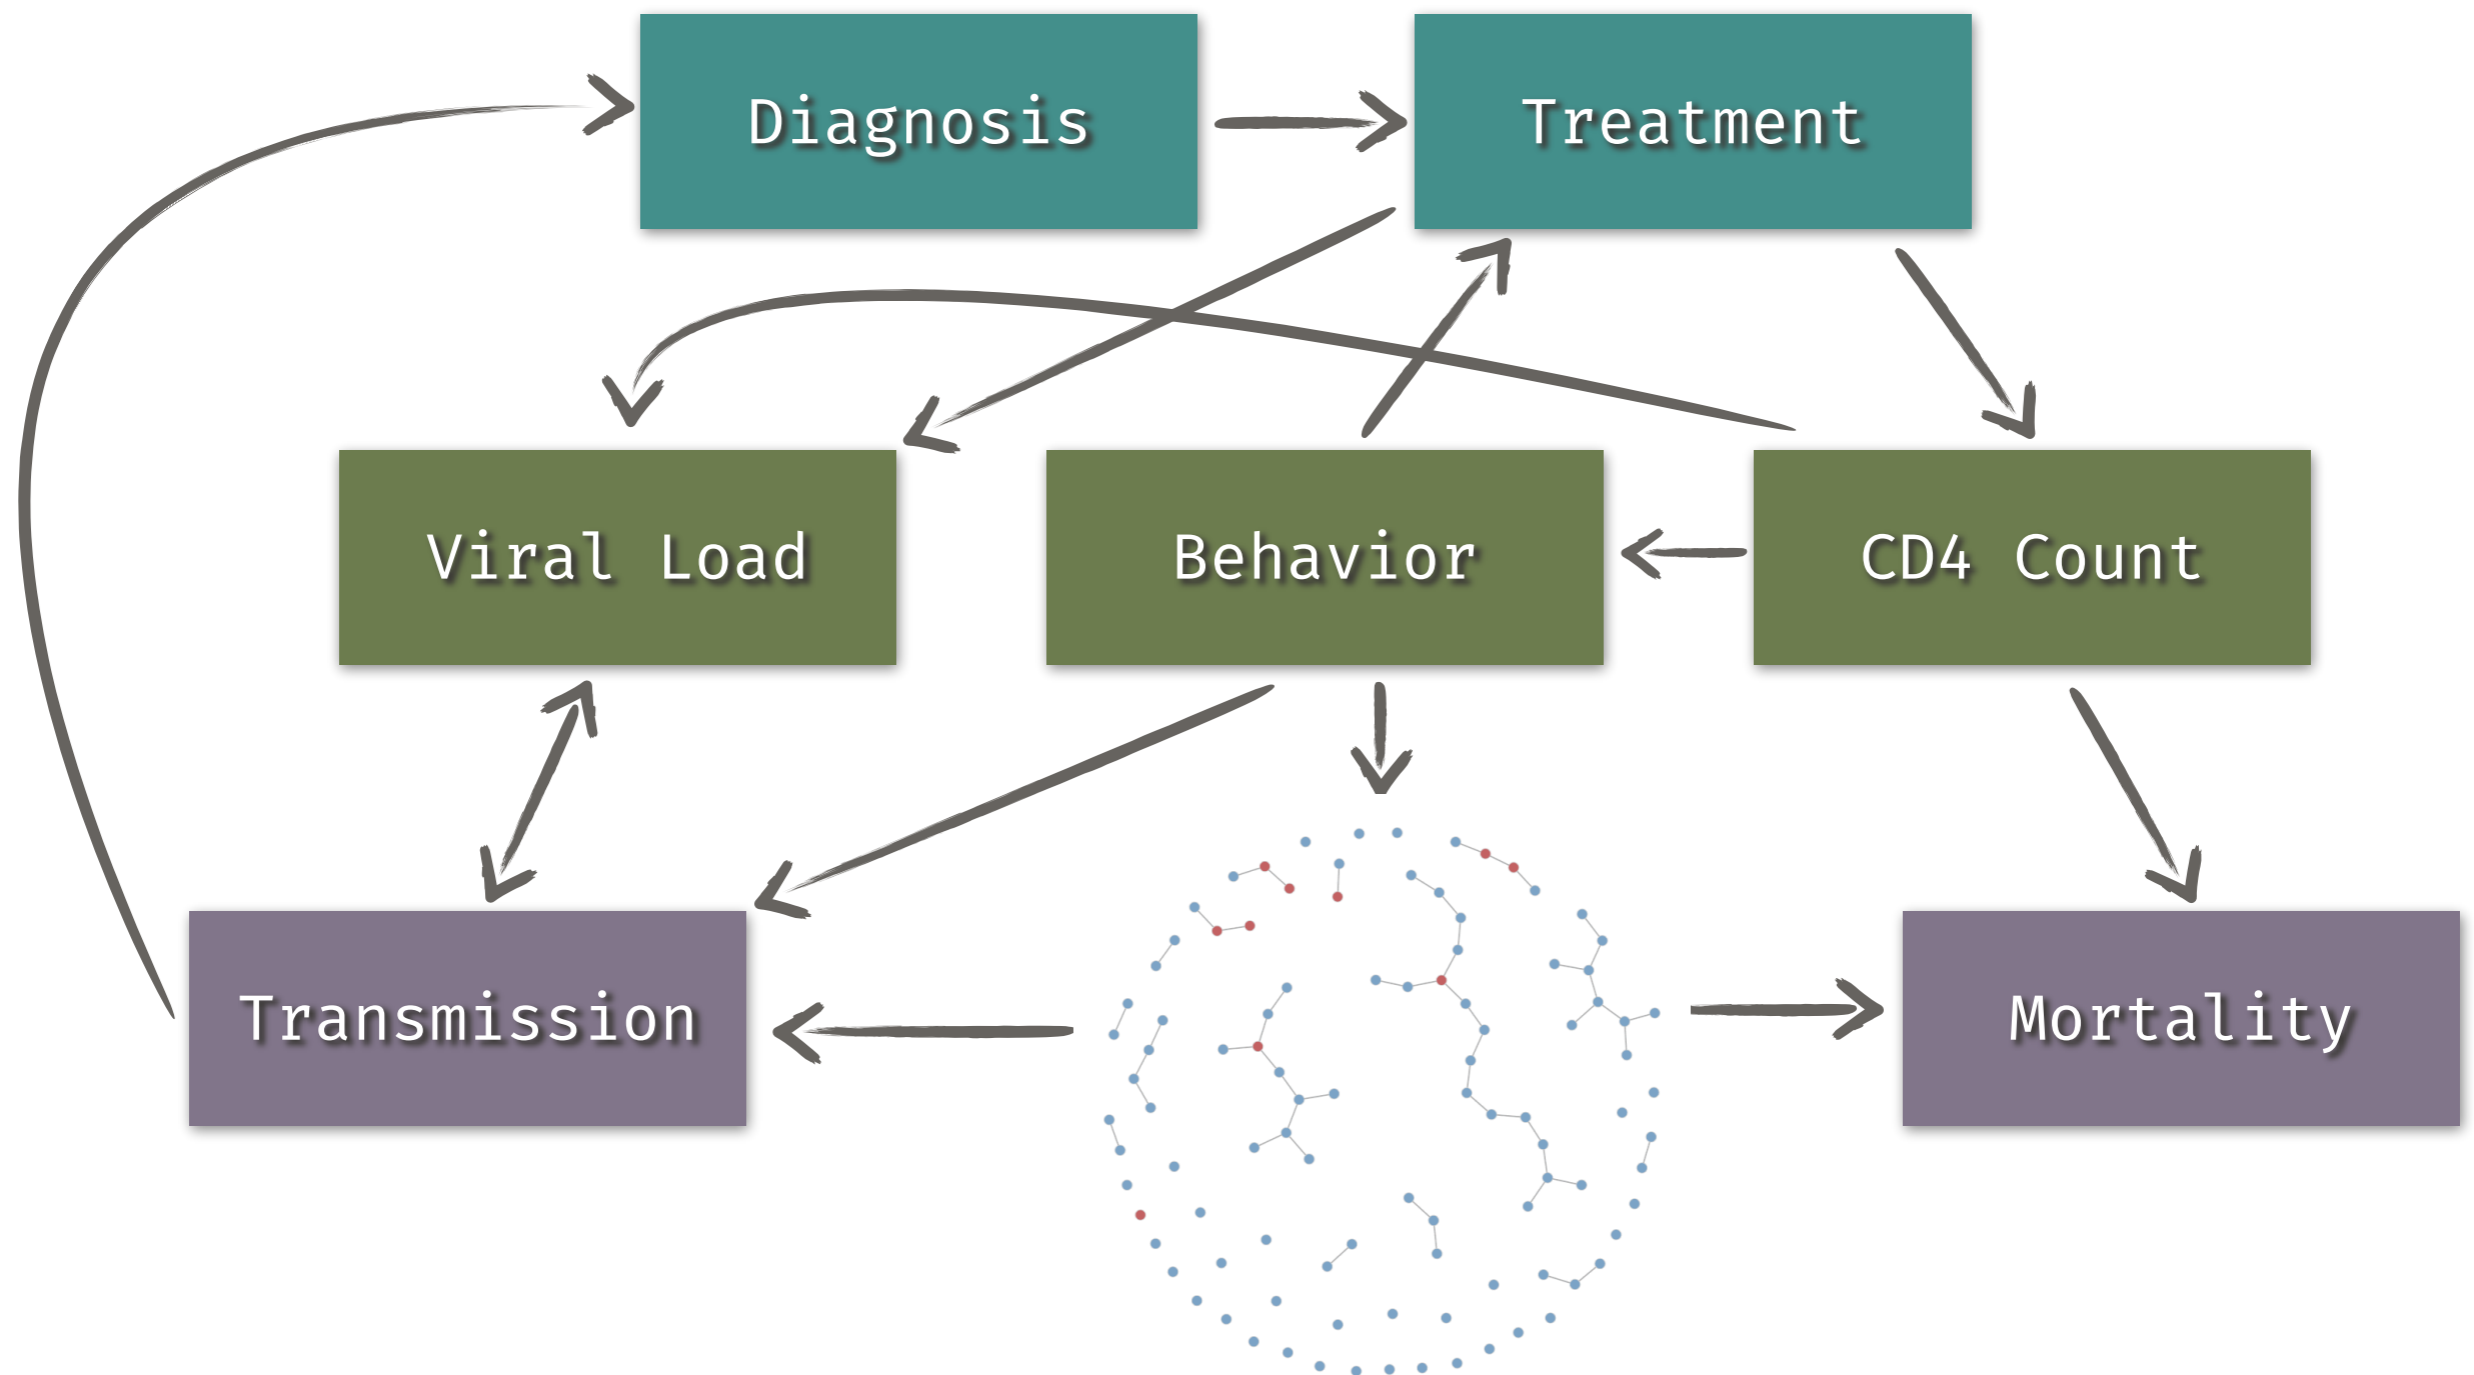 Diagnosis
Treatment
Viral Load
Behavior
CD4 Count
Transmission
Mortality